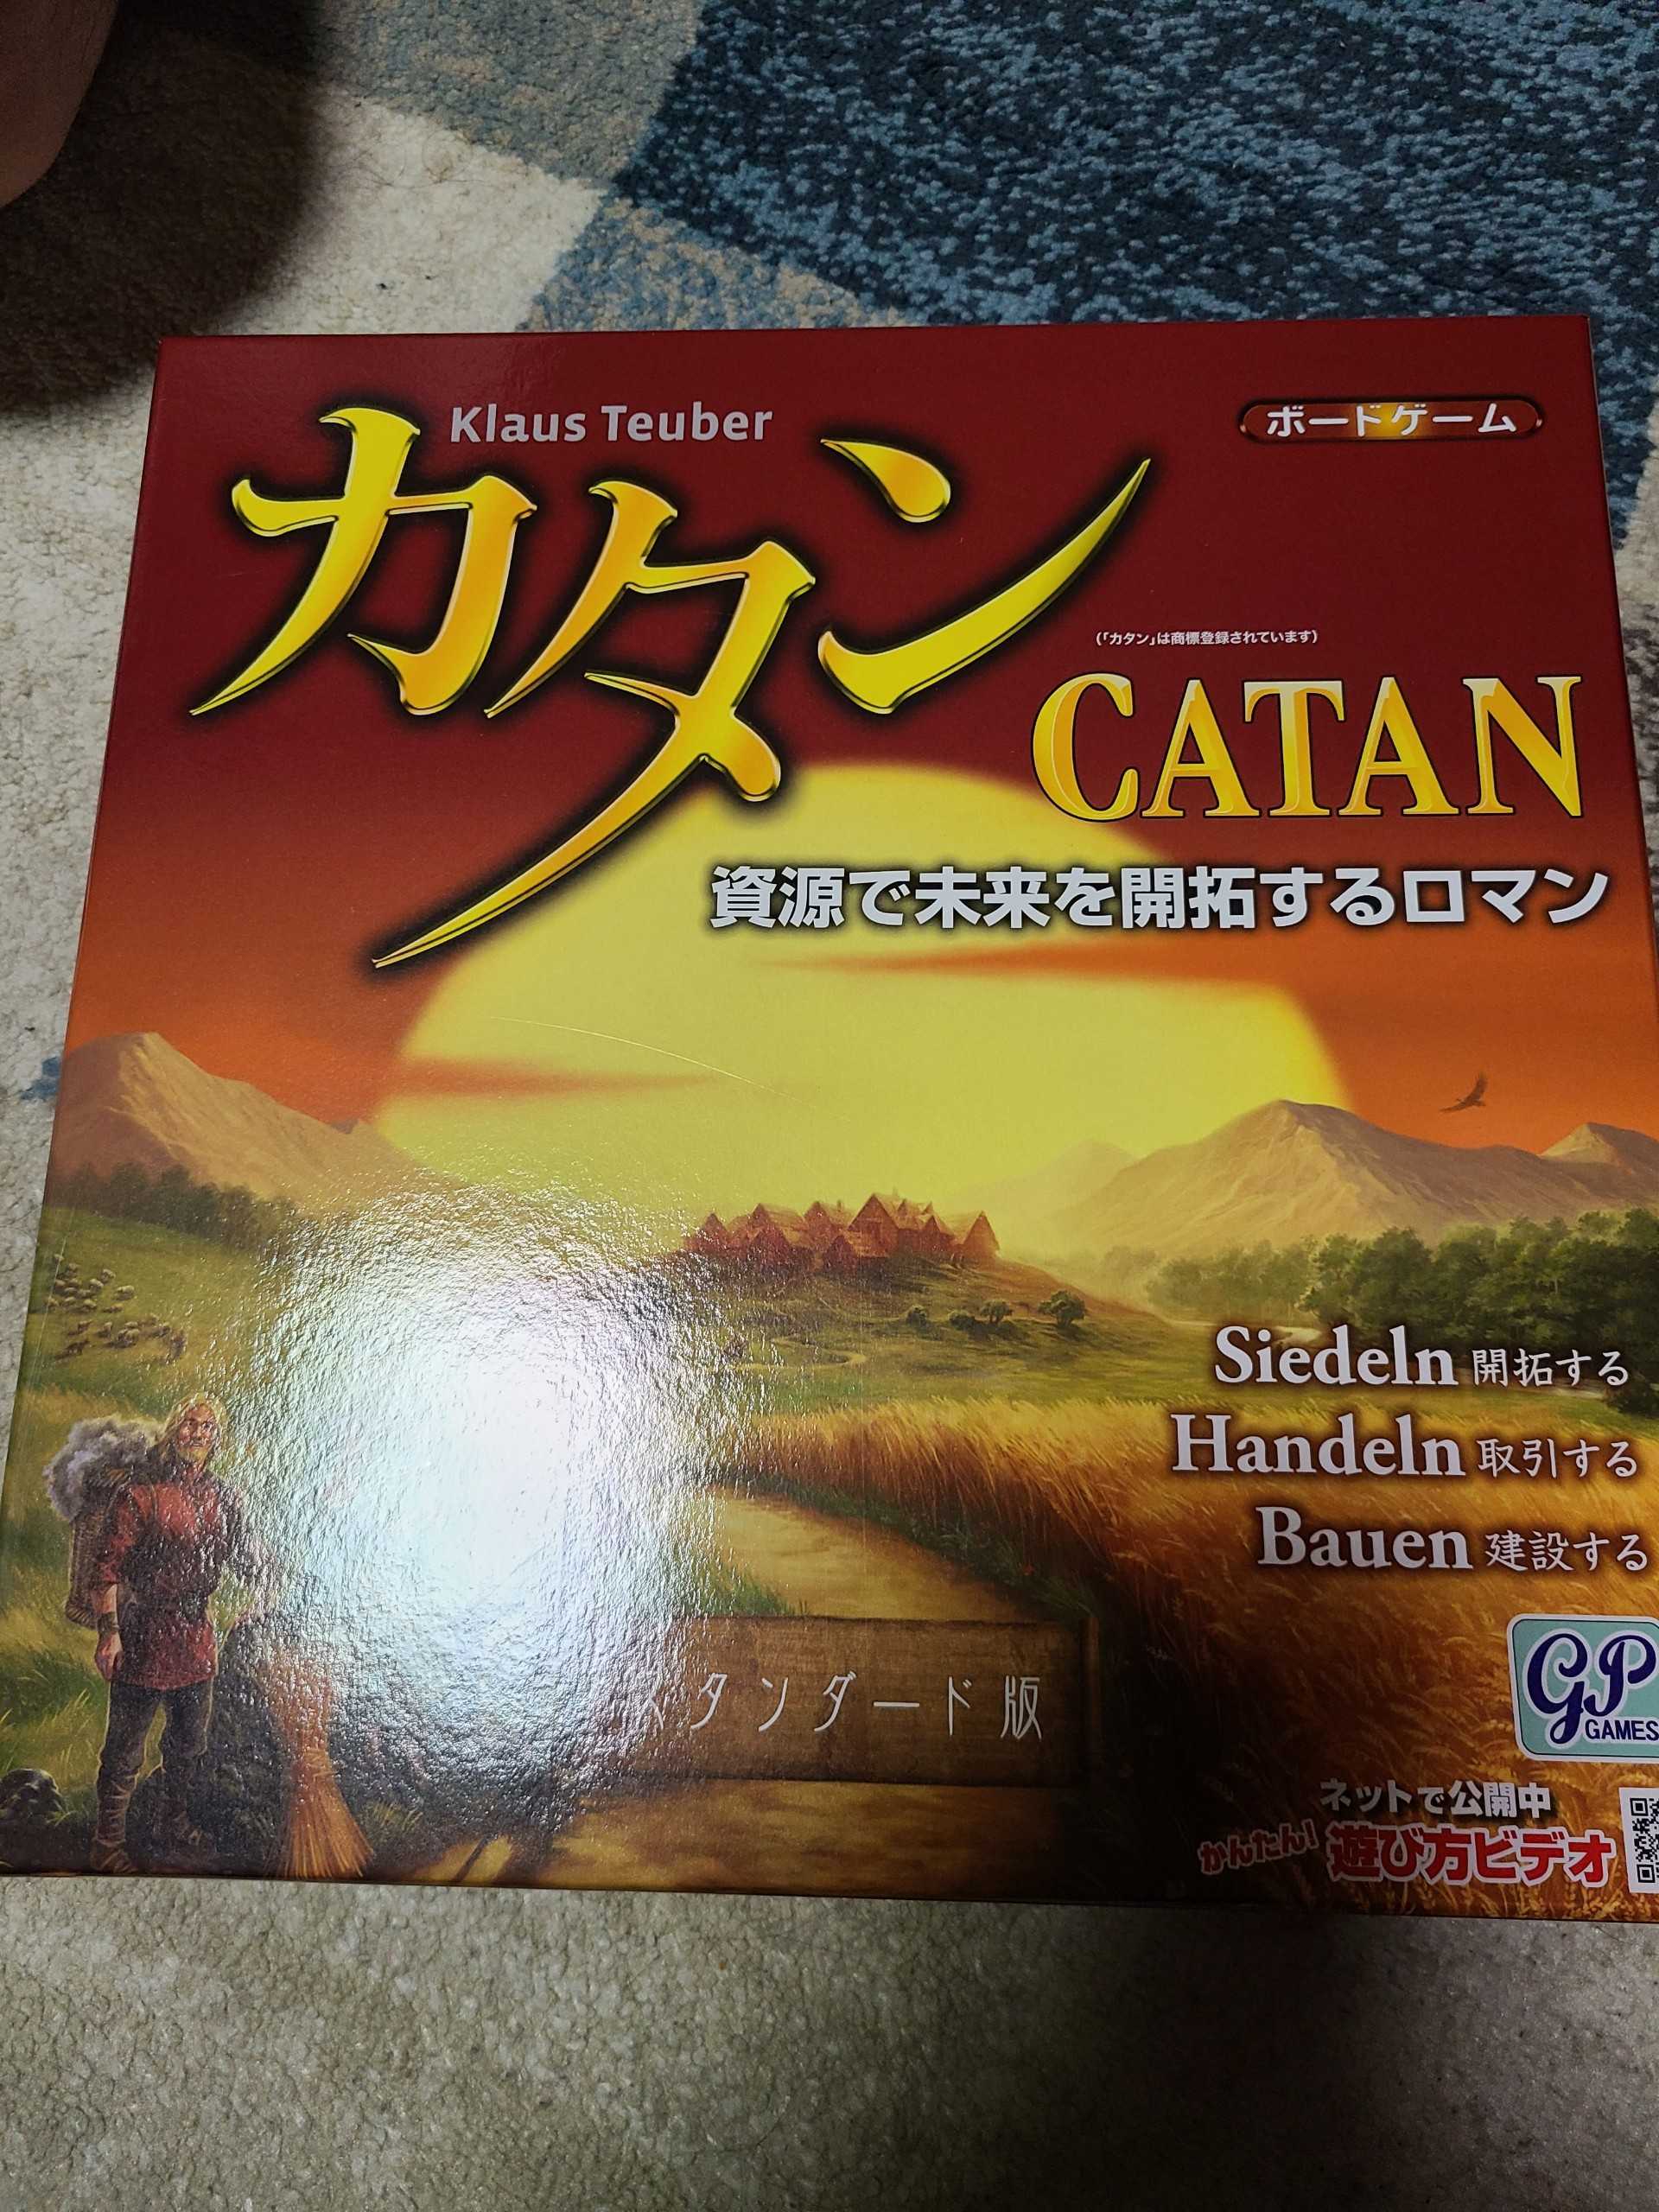 Klaus Teuber
ボードゲーム
カタン
(「カタン」は商標登録されています)
CATAN
資源で未来を開拓するロマン
Siedeln 開拓する
Handeln 取引する
Bauen 建設する
スタンダード版
GP
GAMES
ネットで公開中
かんたん! 遊び方ビデオ